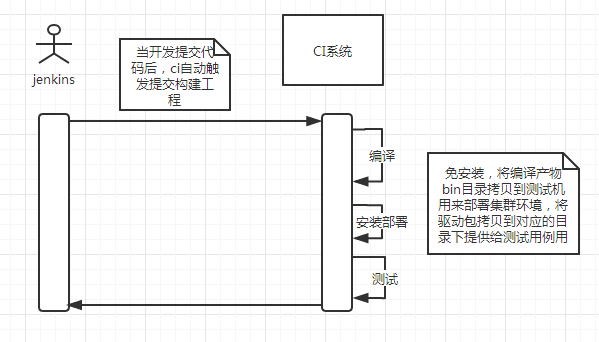 jenkins
当开发提交代
码后，ci自动触
发提交构建工
程
CI系统
编译
安装部署
测试
免安装，将编译产物
bin目录拷贝到测试机
用来部署集群环境，将
驱动包拷贝到对应的目
录下提供给测试用例用